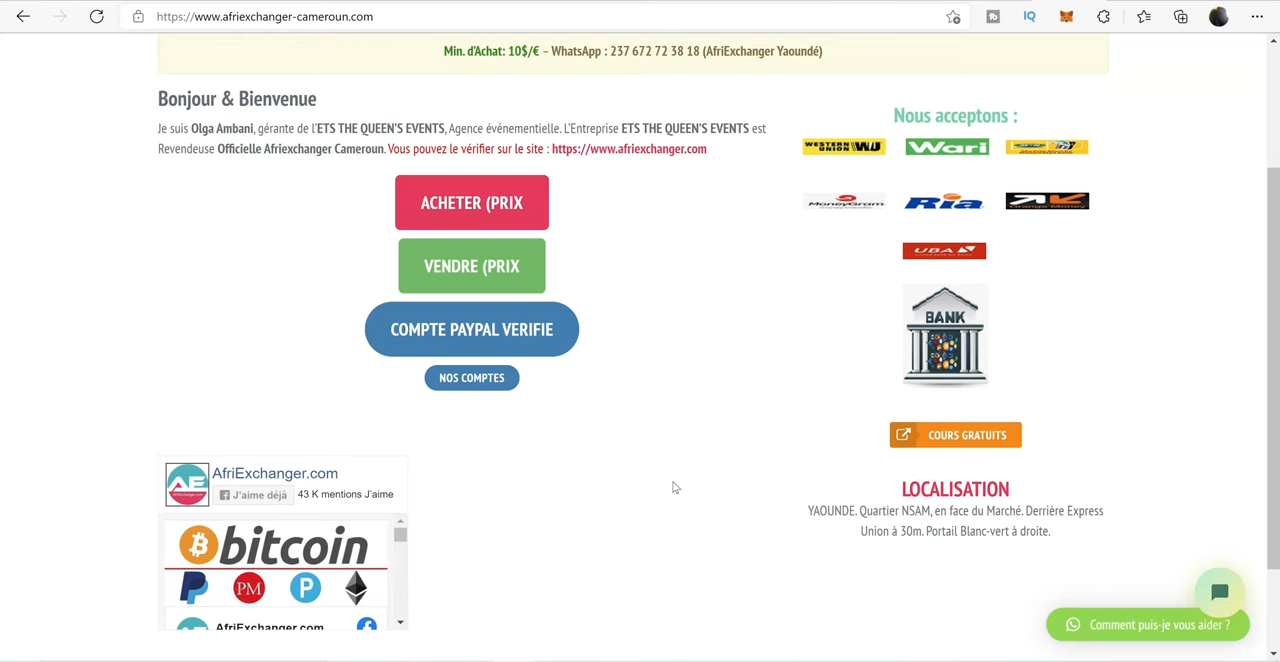 https://www.afriexchanger-cameroun.com
Min. d'Achat: 10$/€ – WhatsApp : 237 672 72 38 18 (AfriExchanger Yaoundé)
Bonjour & Bienvenue
Je suis Olga Ambani, gérante de l'ETS THE QUEEN'S EVENTS, Agence événementielle. L'Entreprise ETS THE QUEEN'S EVENTS est
Revendeuse Officielle Afriexchanger Cameroun. Vous pouvez le vérifier sur le site : https://www.afriexchanger.com
ACHETER (PRIX
VENDRE (PRIX
COMPTE PAYPAL VERIFIE
NOS COMPTES
Nous acceptons :
WESTERN UNION WU
Wari
MoneyGram
Ria
Orange Money
UBA
BANK
COURS GRATUITS
LOCALISATION
YAOUNDE. Quartier NSAM, en face du Marché. Derrière Express
Union à 30m. Portail Blanc-vert à droite.
AE
AfriExchanger.com
J'aime déjà
43 K mentions J'aime
bitcoin
PM
AfriExchanger.com
Comment puis-je vous aider ?